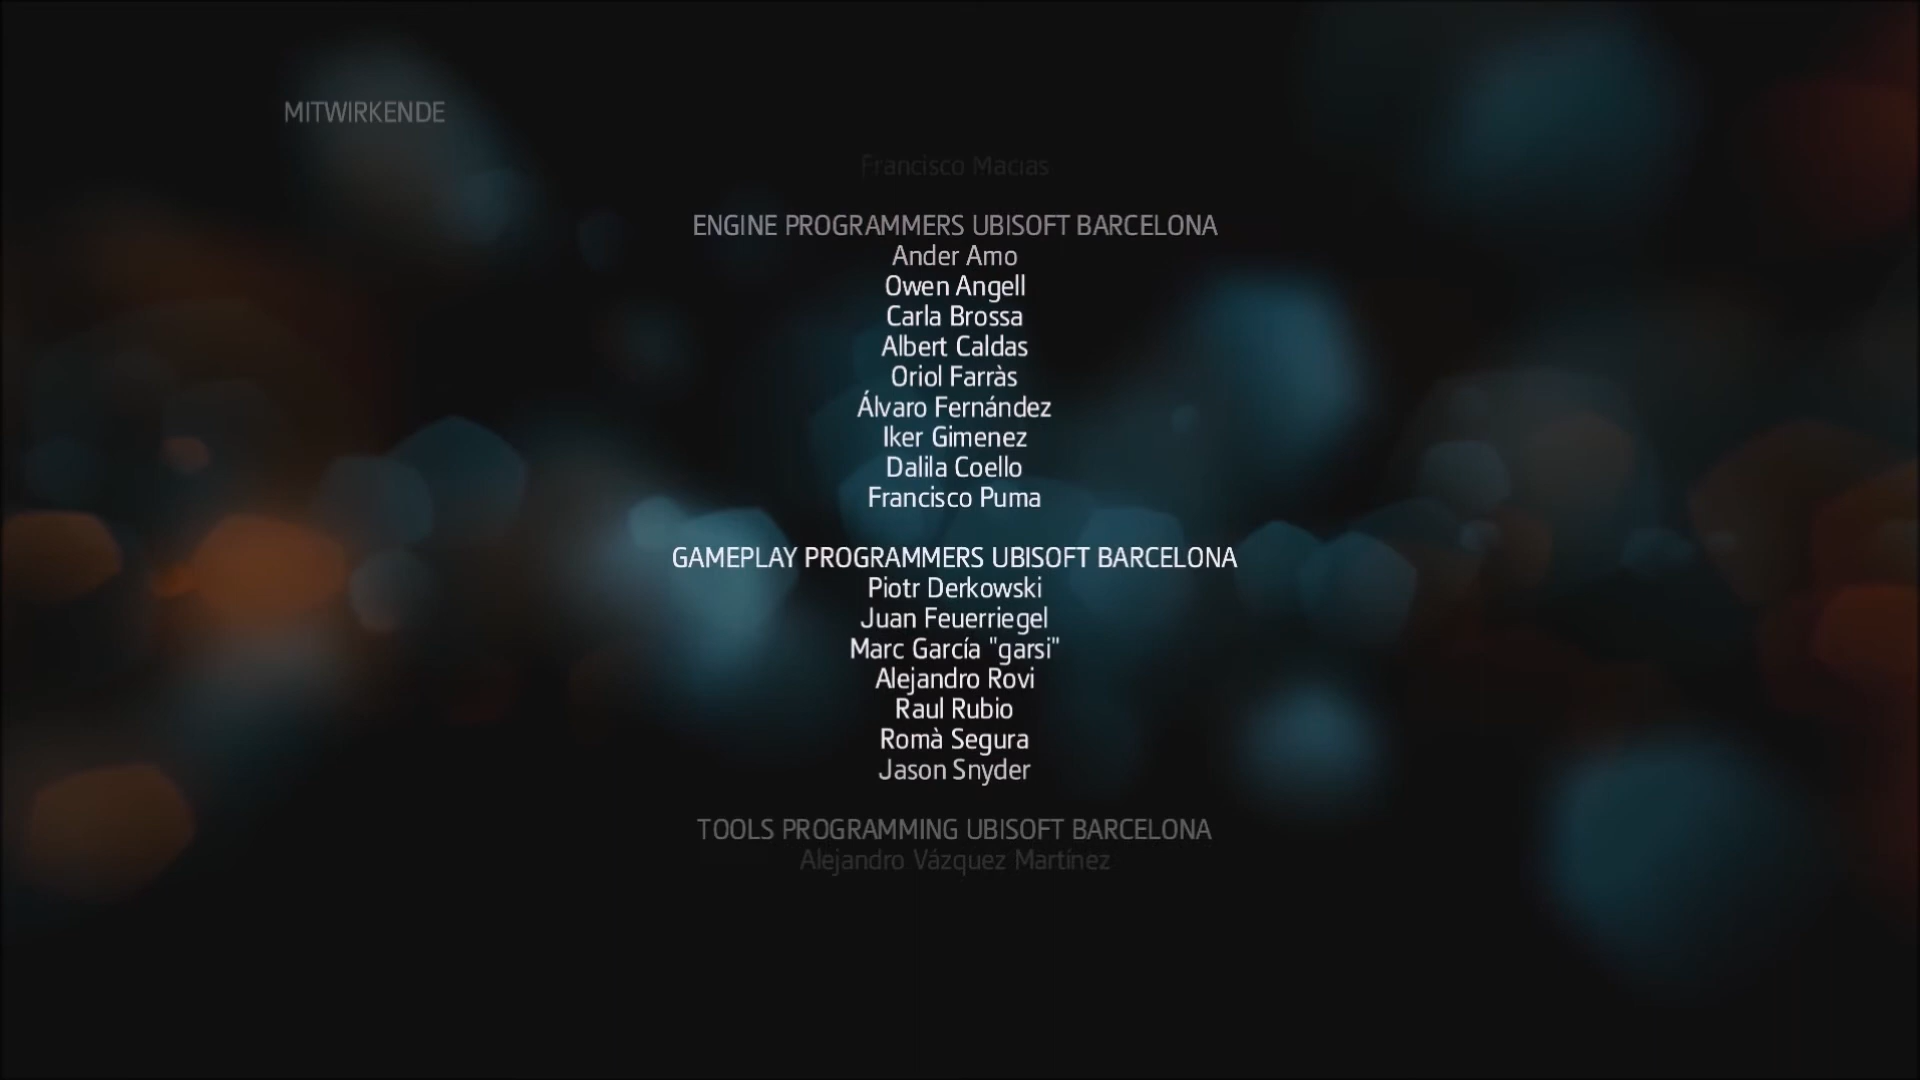 MITWIRKENDE
Francisco Macias
ENGINE PROGRAMMERS UBISOFT BARCELONA
Ander Amo
Owen Angell
Carla Brossa
Albert Caldas
Oriol Farràs
Álvaro Fernández
Iker Gimenez
Dalila Coello
Francisco Puma
GAMEPLAY PROGRAMMERS UBISOFT BARCELONA
Piotr Derkowski
Juan Feuerriegel
Marc García "garsi"
Alejandro Rovi
Raul Rubio
Romà Segura
Jason Snyder
TOOLS PROGRAMMING UBISOFT BARCELONA
Alejandro Vázquez Martínez